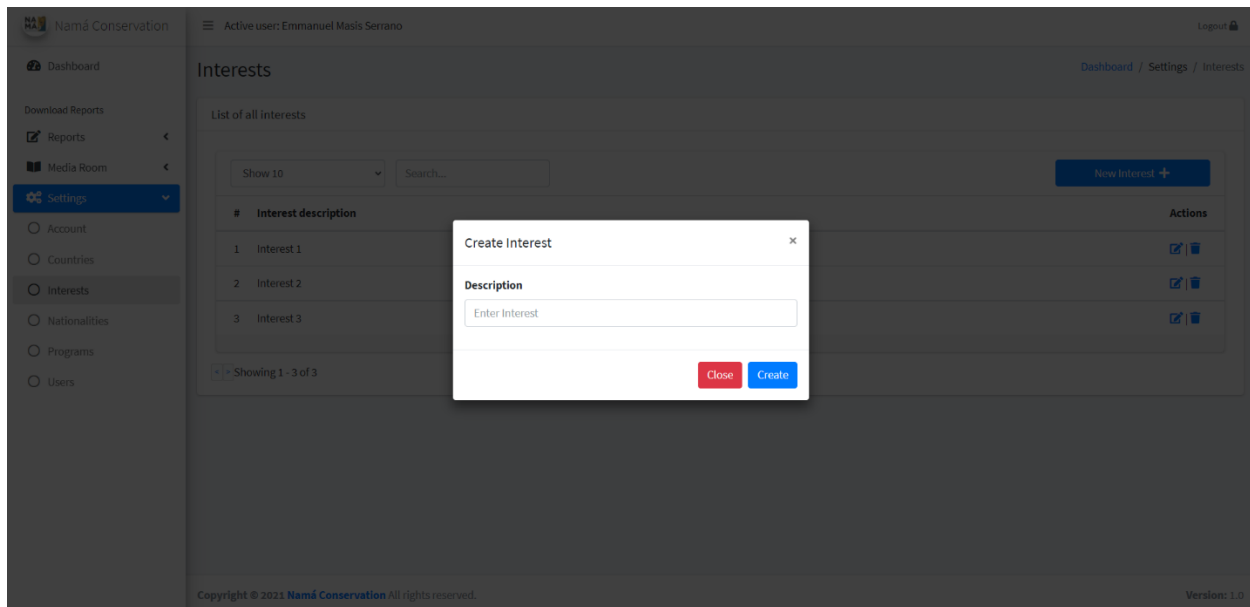 NA
MÁ
Namá Conservation
Active user: Emmanuel Masis Serrano
Logout
Dashboard
Interests
Dashboard / Settings / Interests
Download Reports
List of all interests
Reports
Media Room
Show 10
Search...
New Interest +
Settings
# Interest description Actions
Account
1 Interest 1
Countries
2 Interest 2
Interests
3 Interest 3
Nationalities
Programs
Showing 1 - 3 of 3
Users
Create Interest ×
Description
Enter Interest
Close Create
Copyright © 2021 Namá Conservation All rights reserved.
Version: 1.0